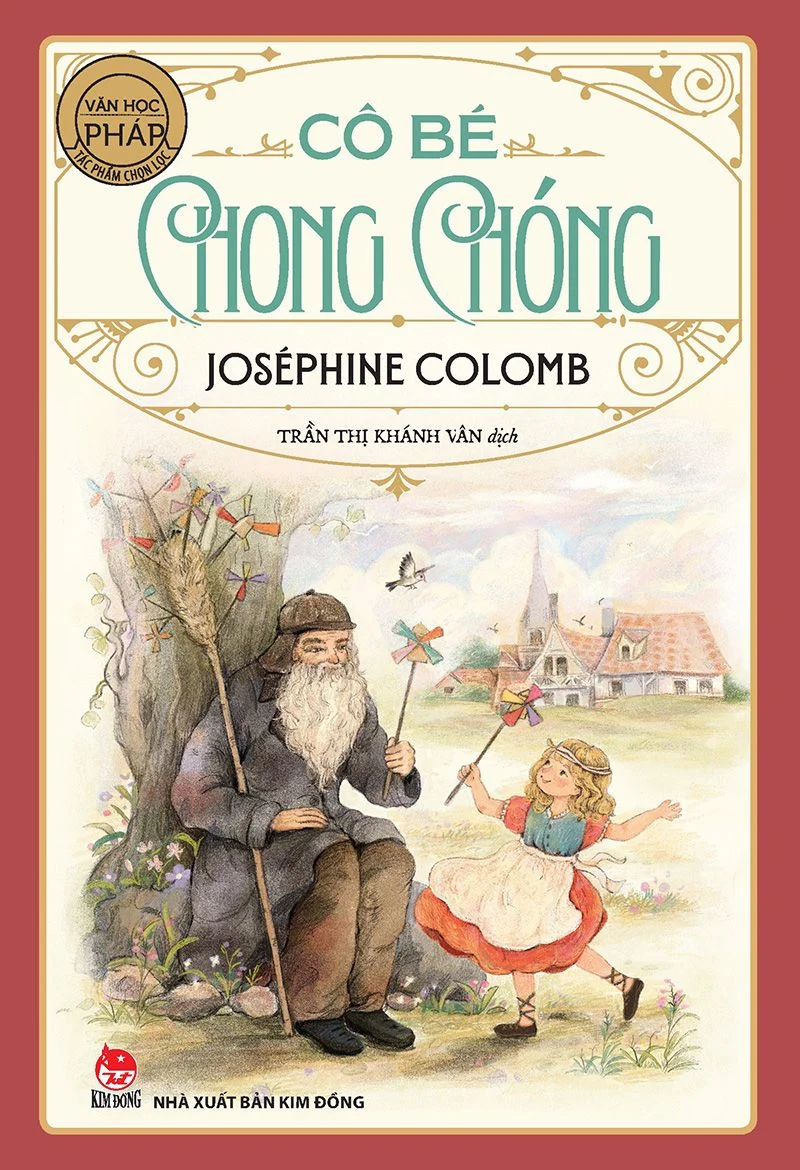 VĂN HỌC
PHÁP
TÁC PHẨM CHỌN LỌC
CÔ BÉ
CHONG CHÓNG
JOSÉPHINE COLOMB
TRẦN THỊ KHÁNH VÂN dịch
KIM ĐỒNG
NHÀ XUẤT BẢN KIM ĐỒNG